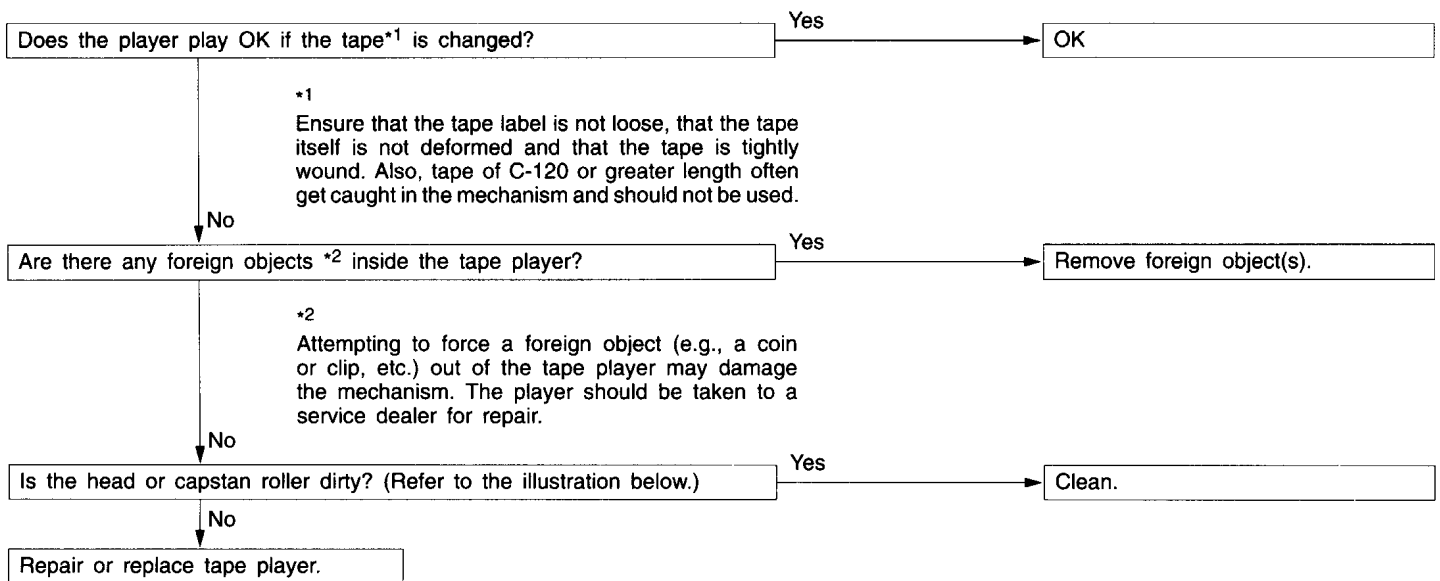 Does the player play OK if the tape*1 is changed?
Yes
OK
*1
Ensure that the tape label is not loose, that the tape
itself is not deformed and that the tape is tightly
wound. Also, tape of C-120 or greater length often
get caught in the mechanism and should not be used.
No
Are there any foreign objects *2 inside the tape player?
Yes
Remove foreign object(s).
*2
Attempting to force a foreign object (e.g., a coin
or clip, etc.) out of the tape player may damage
the mechanism. The player should be taken to a
service dealer for repair.
No
Is the head or capstan roller dirty? (Refer to the illustration below.)
Yes
Clean.
No
Repair or replace tape player.